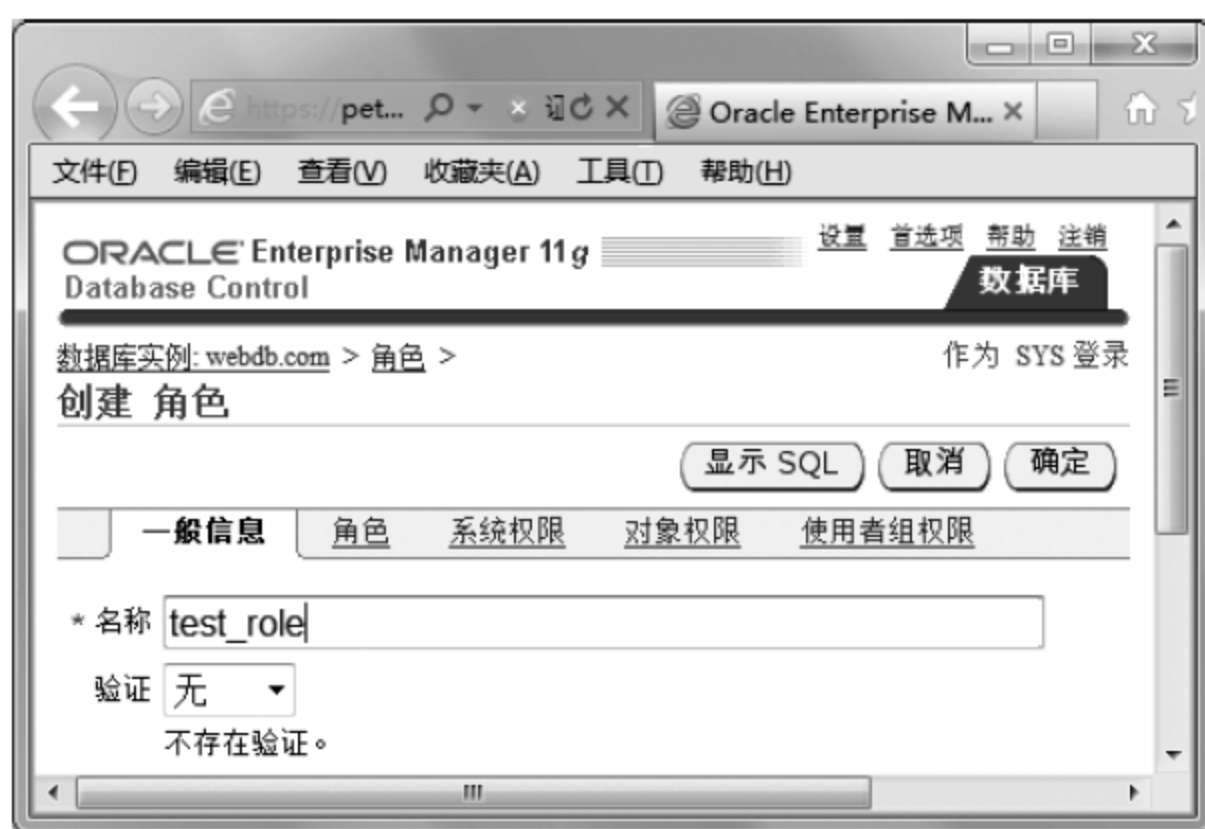 https://pet...
Oracle Enterprise M...
文件(F) 编辑(E) 查看(V) 收藏夹(A) 工具(T) 帮助(H)
设置 首选项 帮助 注销
ORACLE Enterprise Manager 11g
Database Control
数据库
数据库实例: webdb.com > 角色 >
作为 SYS 登录
创建 角色
显示 SQL 取消 确定
一般信息 角色 系统权限 对象权限 使用者组权限
* 名称 test_role
验证 无
不存在验证。